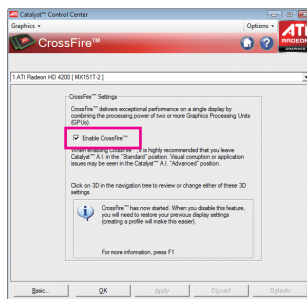 Catalyst™ Control Center
Graphics
Options
ATI
RADEON
GRAPHICS
CrossFire™
1.ATI Radeon HD 4200 [ MX151T-2 ]
CrossFire™ Settings
CrossFire™ delivers exceptional performance on a single display by
combining the processing power of two or more Graphics Processing Units
(GPUs).
Enable CrossFire™
When enabling CrossFire™, it is highly recommended that you leave
Catalyst™ A.I. in the "Standard" position. Visual corruption or application
issues may be seen in the Catalyst™ A.I. "Advanced" position.
Click on 3D in the navigation tree to review or change either of these 3D
settings.
CrossFire™ has now started. When you disable this feature,
you will need to restore your previous display settings
(creating a profile will make this easier).
For more information, press F1
Basic...
OK
Apply
Discard
Defaults